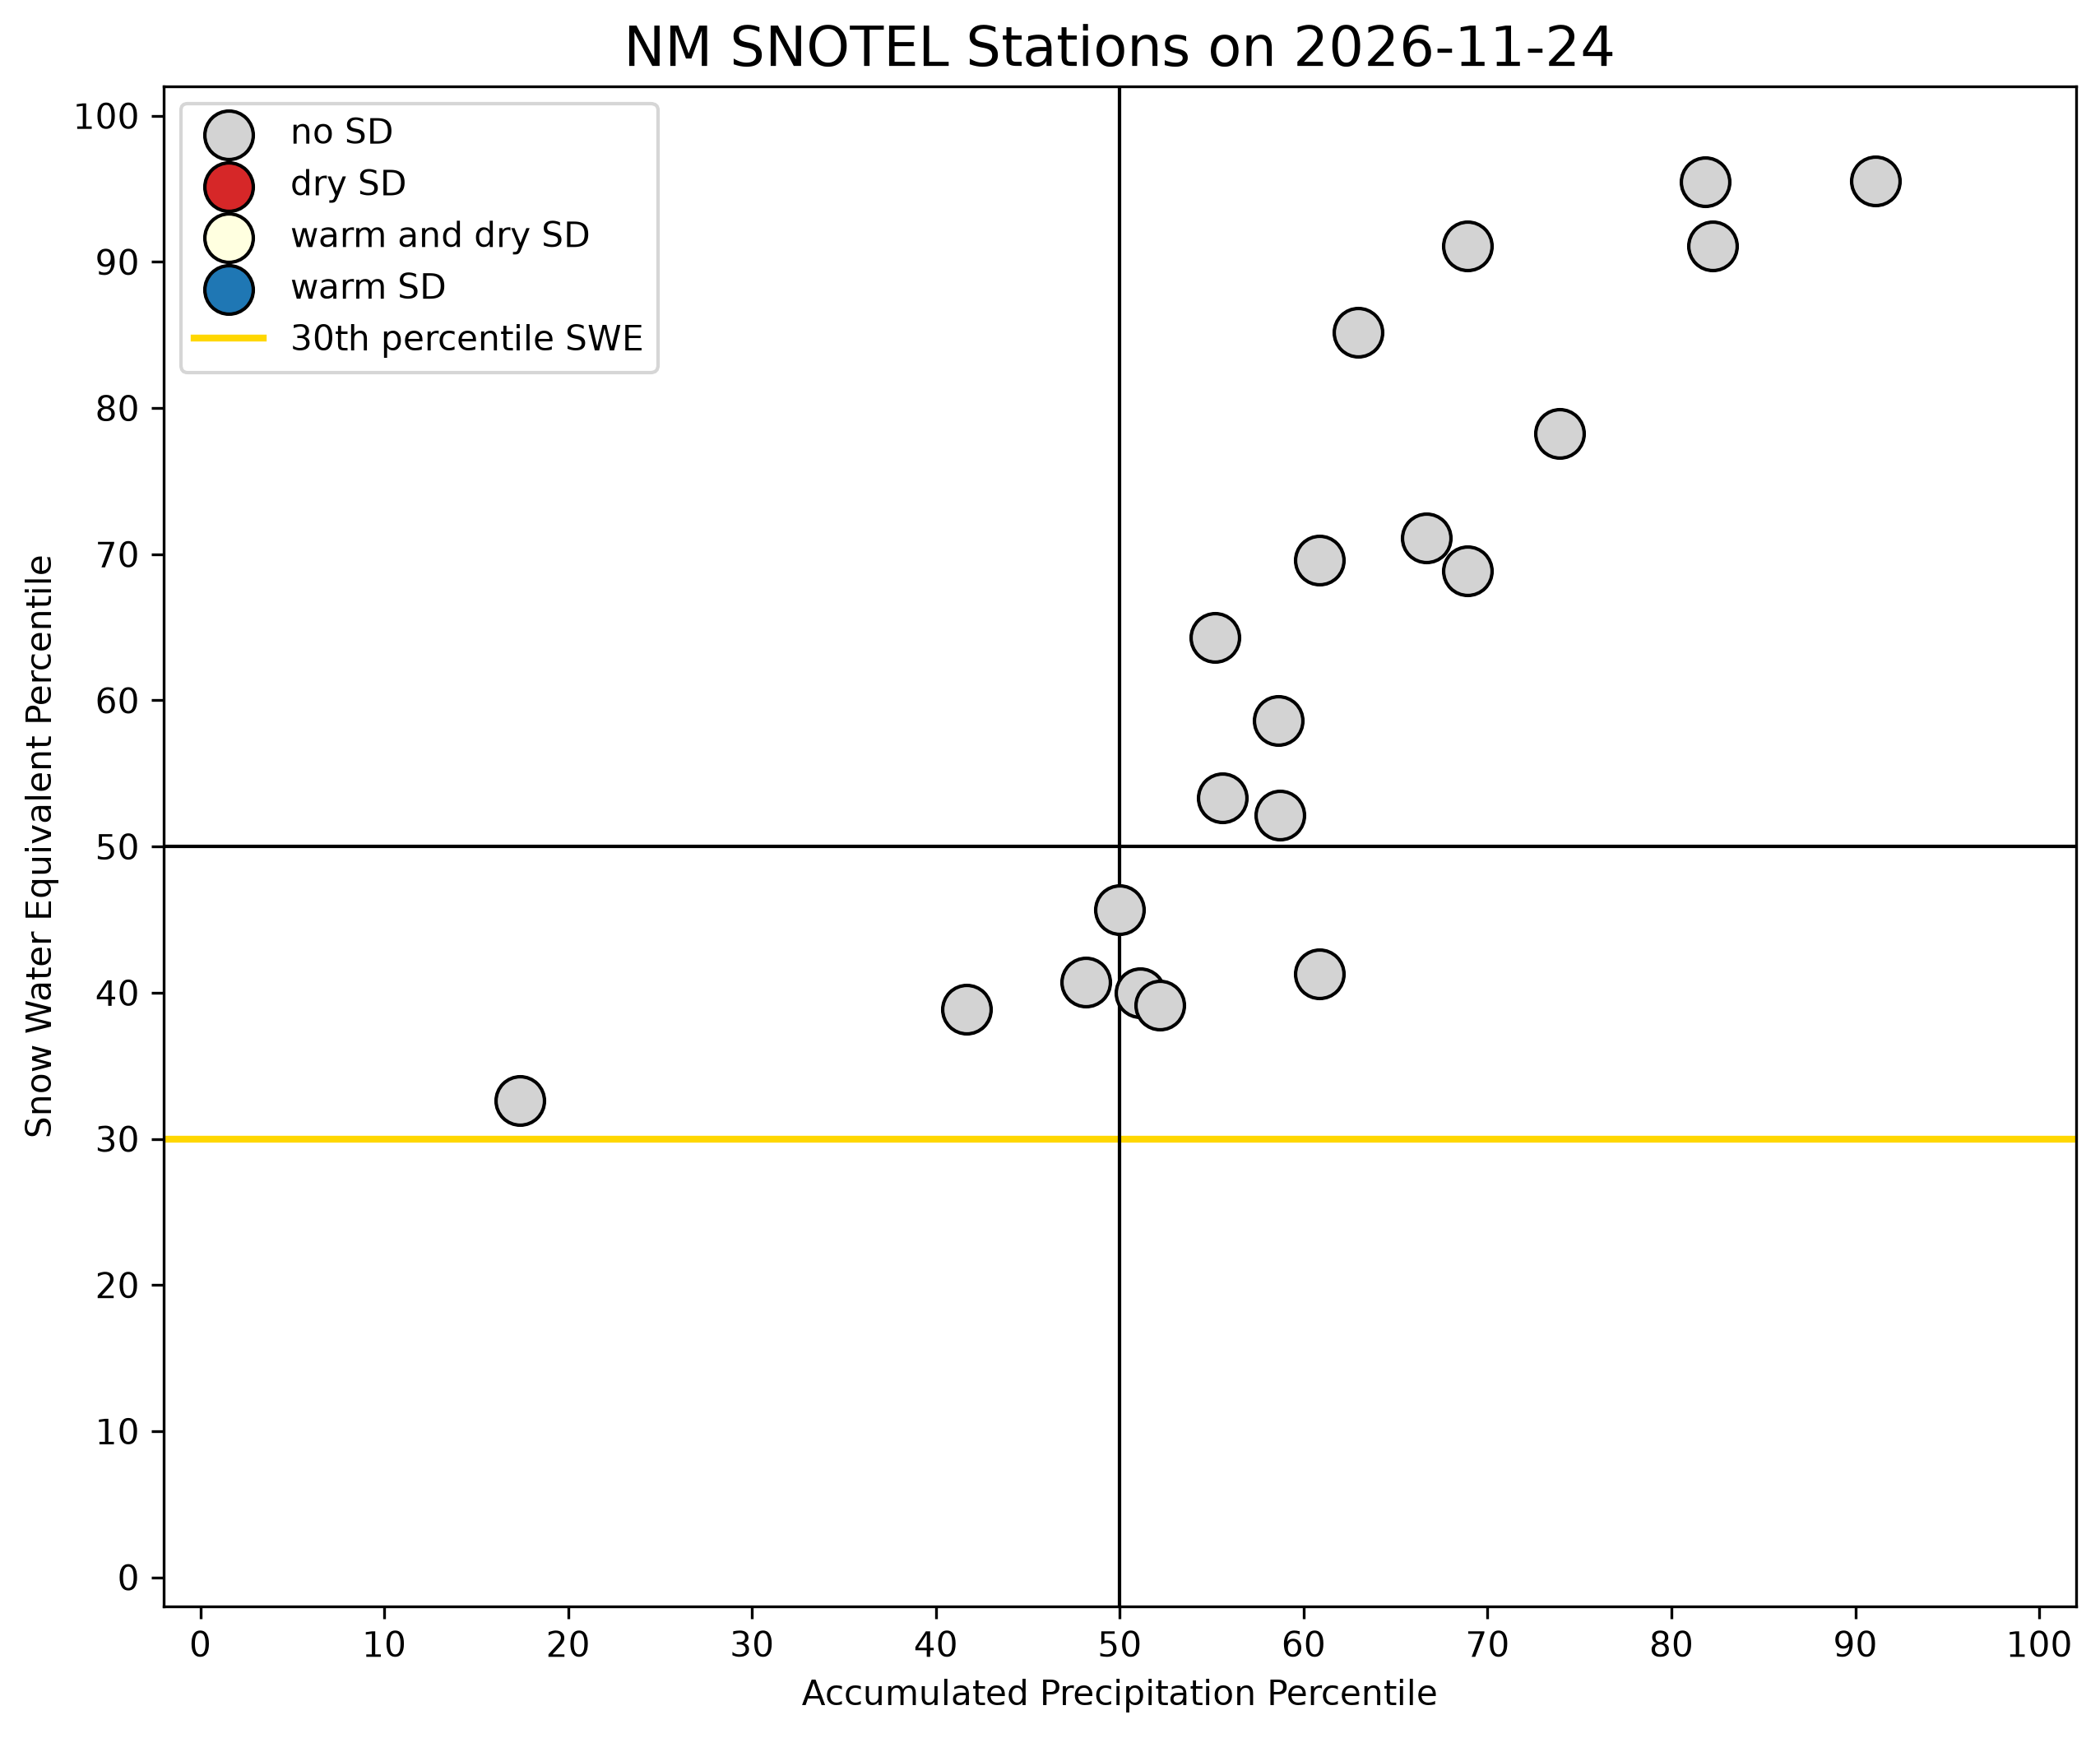 NM SNOTEL Stations on 2026-11-24
no SD
dry SD
warm and dry SD
warm SD
30th percentile SWE
Snow Water Equivalent Percentile
100
90
80
70
60
50
40
30
20
10
0
0 10 20 30 40 50 60 70 80 90 100
Accumulated Precipitation Percentile